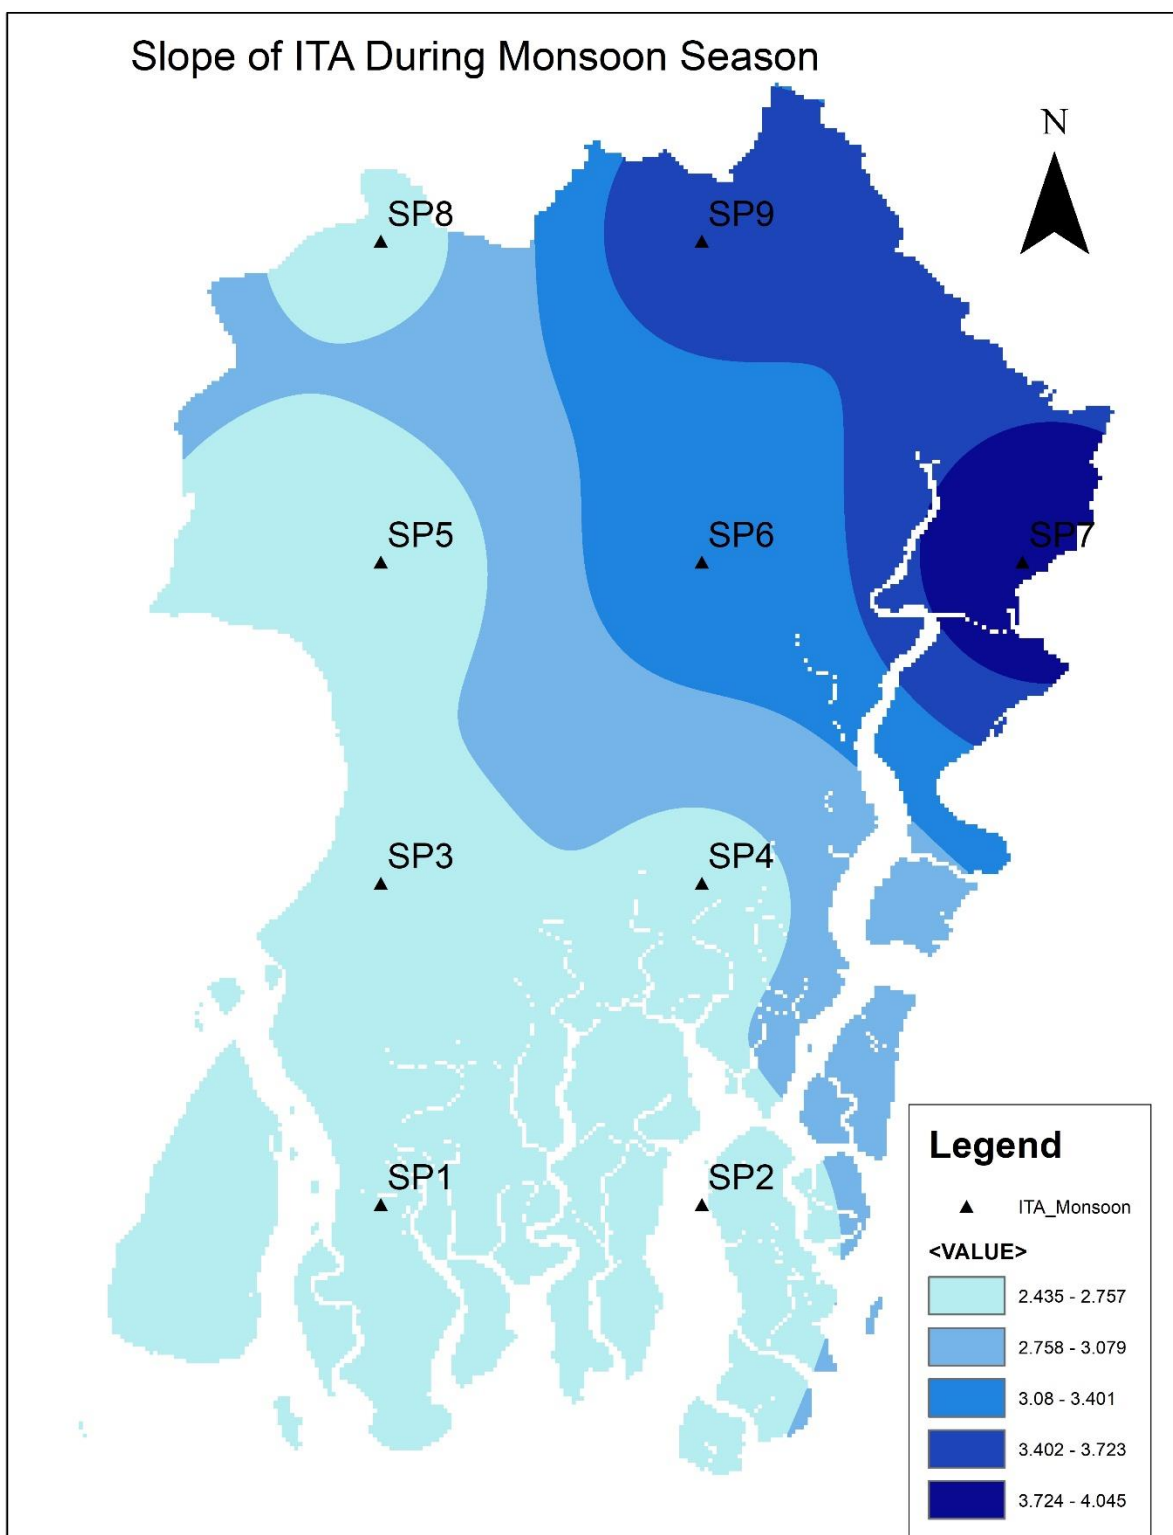 Slope of ITA During Monsoon Season
N
SP8
SP9
SP5
SP6
SP7
SP3
SP4
SP1
SP2
Legend
ITA_Monsoon
<VALUE>
2.435 - 2.757
2.758 - 3.079
3.08 - 3.401
3.402 - 3.723
3.724 - 4.045